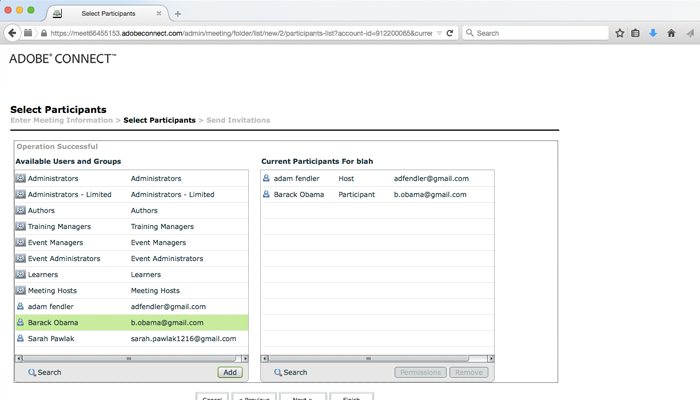 Select Participants
https://meet66455153.adobeconnect.com/admin/meeting/folder/list/new/2/participants-list?account-id=912200065&curre
Search
ADOBE® CONNECT™
Select Participants
Enter Meeting Information > Select Participants > Send Invitations
Operation Successful
Available Users and Groups
Current Participants For blah
Administrators Administrators
adam fendler Host adfendler@gmail.com
Administrators - Limited Administrators - Limited
Barack Obama Participant b.obama@gmail.com
Authors Authors
Training Managers Training Managers
Event Managers Event Managers
Event Administrators Event Administrators
Learners Learners
Meeting Hosts Meeting Hosts
adam fendler adfendler@gmail.com
Barack Obama b.obama@gmail.com
Sarah Pawlak sarah.pawlak1216@gmail.com
Search Add
Search Permissions Remove
Cancel < Previous Next > Finish